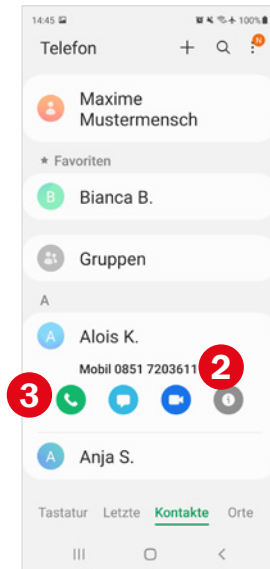 14:45 100%
Telefon
N
Maxime
Mustermensch
★ Favoriten
B Bianca B.
Gruppen
A
A Alois K.
Mobil 0851 7203611
2
3
A Anja S.
Tastatur Letzte Kontakte Orte